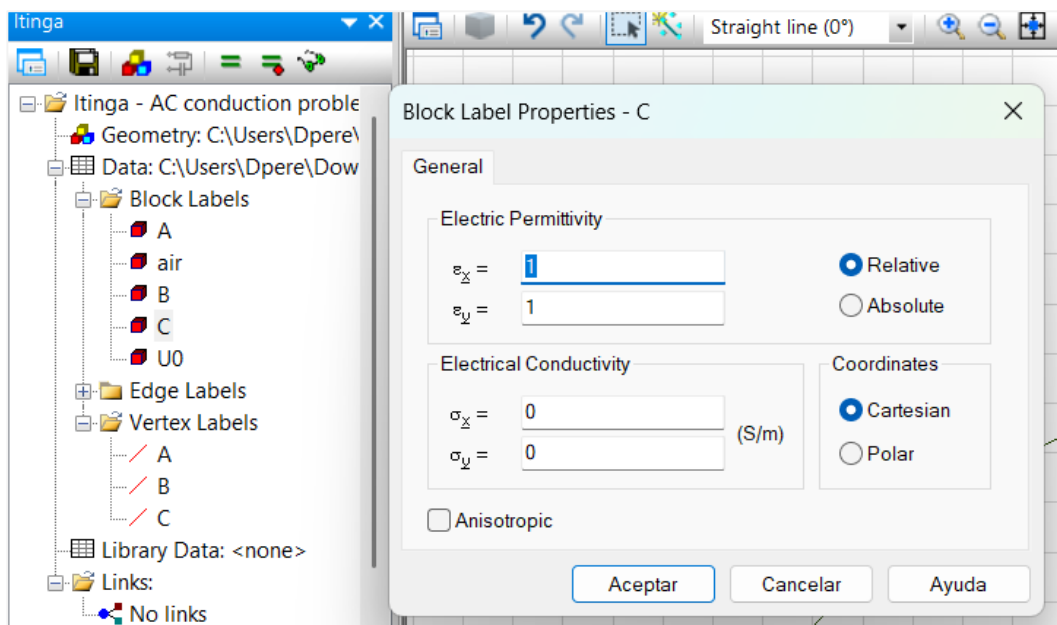 Itinga
Straight line (0°)
Itinga - AC conduction proble
Geometry: C:\Users\Dpere\
Data: C:\Users\Dpere\Dow
Block Labels
A
air
B
C
U0
Edge Labels
Vertex Labels
A
B
C
Library Data: <none>
Links:
No links
Block Label Properties - C
General
Electric Permittivity
εx = 1
εy = 1
Relative
Absolute
Electrical Conductivity
σx = 0
σy = 0
(S/m)
Coordinates
Cartesian
Polar
Anisotropic
Aceptar Cancelar Ayuda